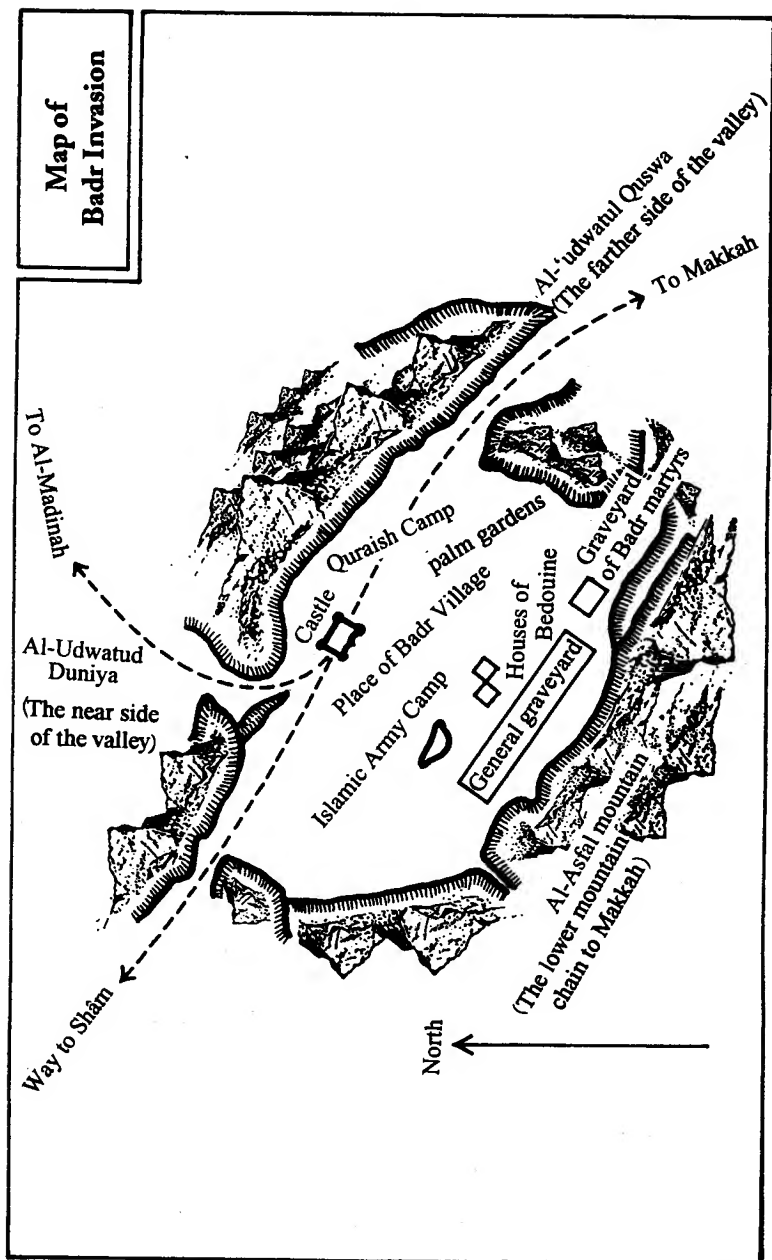 Map of
Badr Invasion
To Al-Madinah
Al-Udwatud
Duniya
(The near side
of the valley)
Way to Shâm
Al-‘udwatul Quswa
(The farther side of the valley)
To Makkah
Castle
Quraish Camp
palm gardens
Place of Badr Village
Islamic Army Camp
Houses of
Bedouine
Graveyard
of Badr martyrs
General graveyard
Al-Asfal mountain
(The lower mountain
chain to Makkah)
North